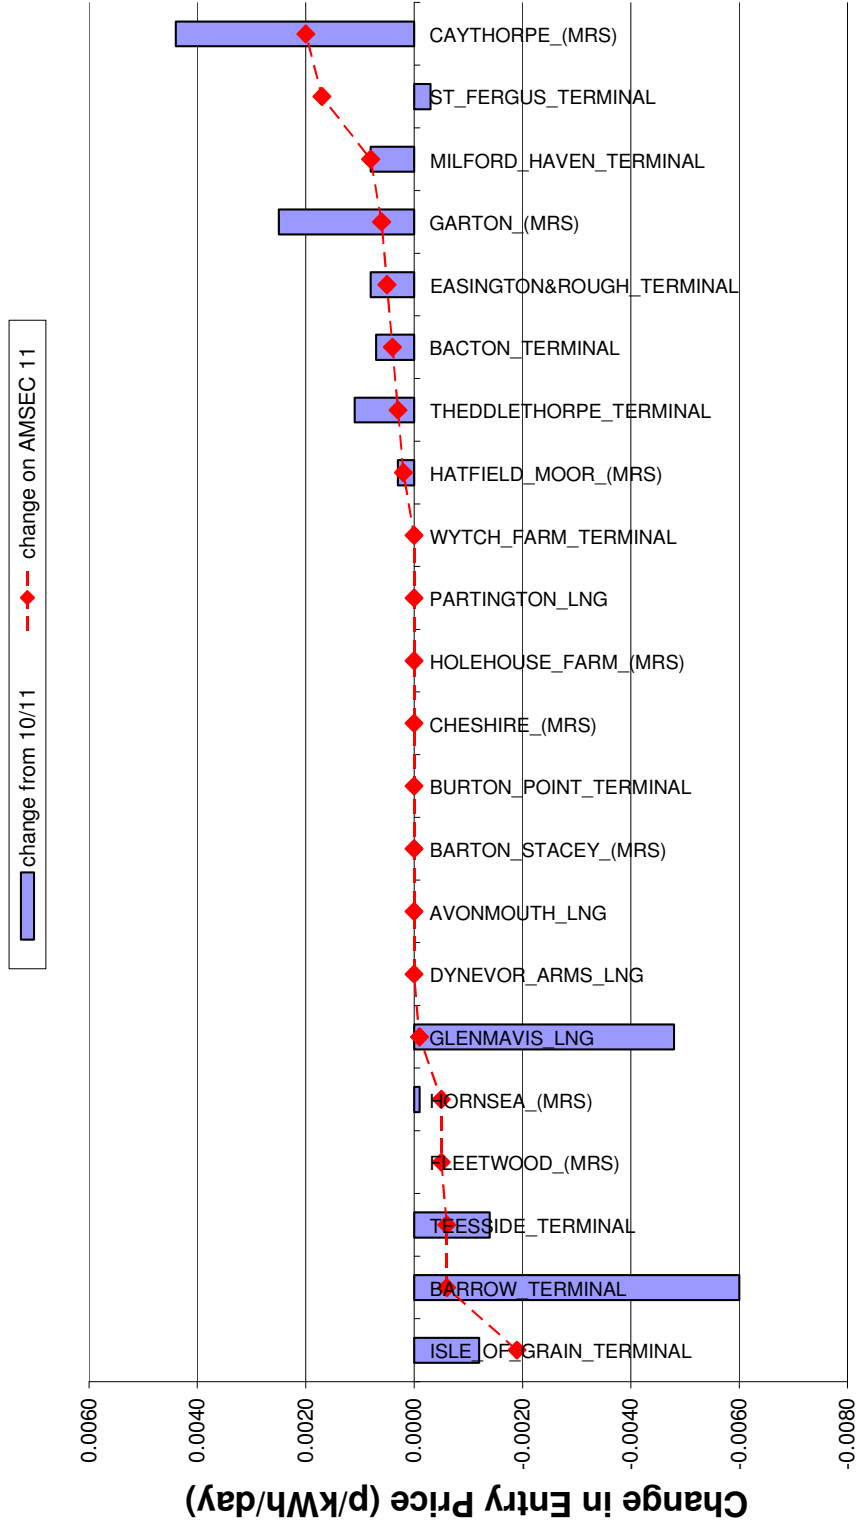 change from 10/11
change on AMSEC 11
Change in Entry Price (p/kWh/day)
0.0060
0.0040
0.0020
0.0000
-0.0020
-0.0040
-0.0060
-0.0080
ISLE_OF_GRAIN_TERMINAL
BARROW_TERMINAL
TEESSIDE_TERMINAL
FLEETWOOD_(MRS)
HORNSEA_(MRS)
GLENMAVIS_LNG
DYNEVOR_ARMS_LNG
AVONMOUTH_LNG
BARTON_STACEY_(MRS)
BURTON_POINT_TERMINAL
CHESHIRE_(MRS)
HOLEHOUSE_FARM_(MRS)
PARTINGTON_LNG
WYTCH_FARM_TERMINAL
HATFIELD_MOOR_(MRS)
THEDDLETHORPE_TERMINAL
BACTON_TERMINAL
EASINGTON&ROUGH_TERMINAL
GARTON_(MRS)
MILFORD_HAVEN_TERMINAL
ST_FERGUS_TERMINAL
CAYTHORPE_(MRS)